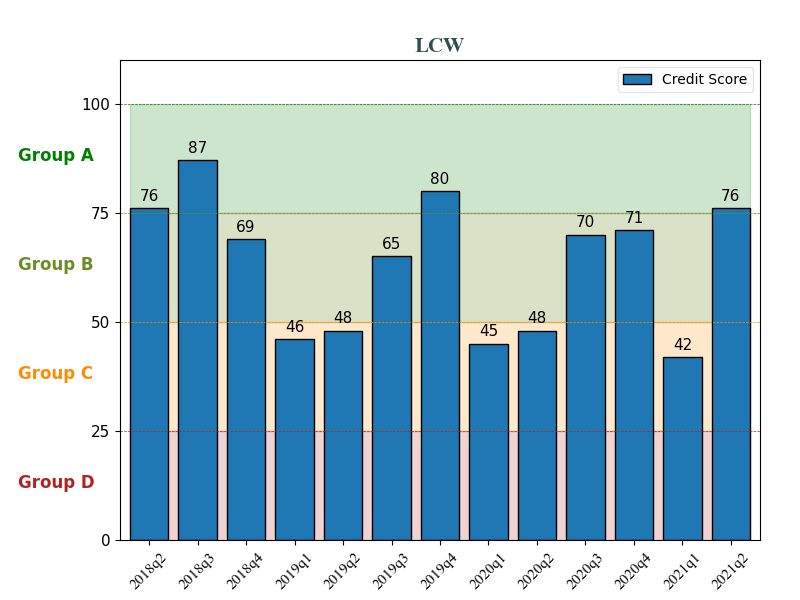 LCW
Credit Score
100
Group A
87
76
80
76
75
69
71
70
65
Group B
50
46
48
45
48
42
Group C
25
Group D
0
2018q2
2018q3
2018q4
2019q1
2019q2
2019q3
2019q4
2020q1
2020q2
2020q3
2020q4
2021q1
2021q2